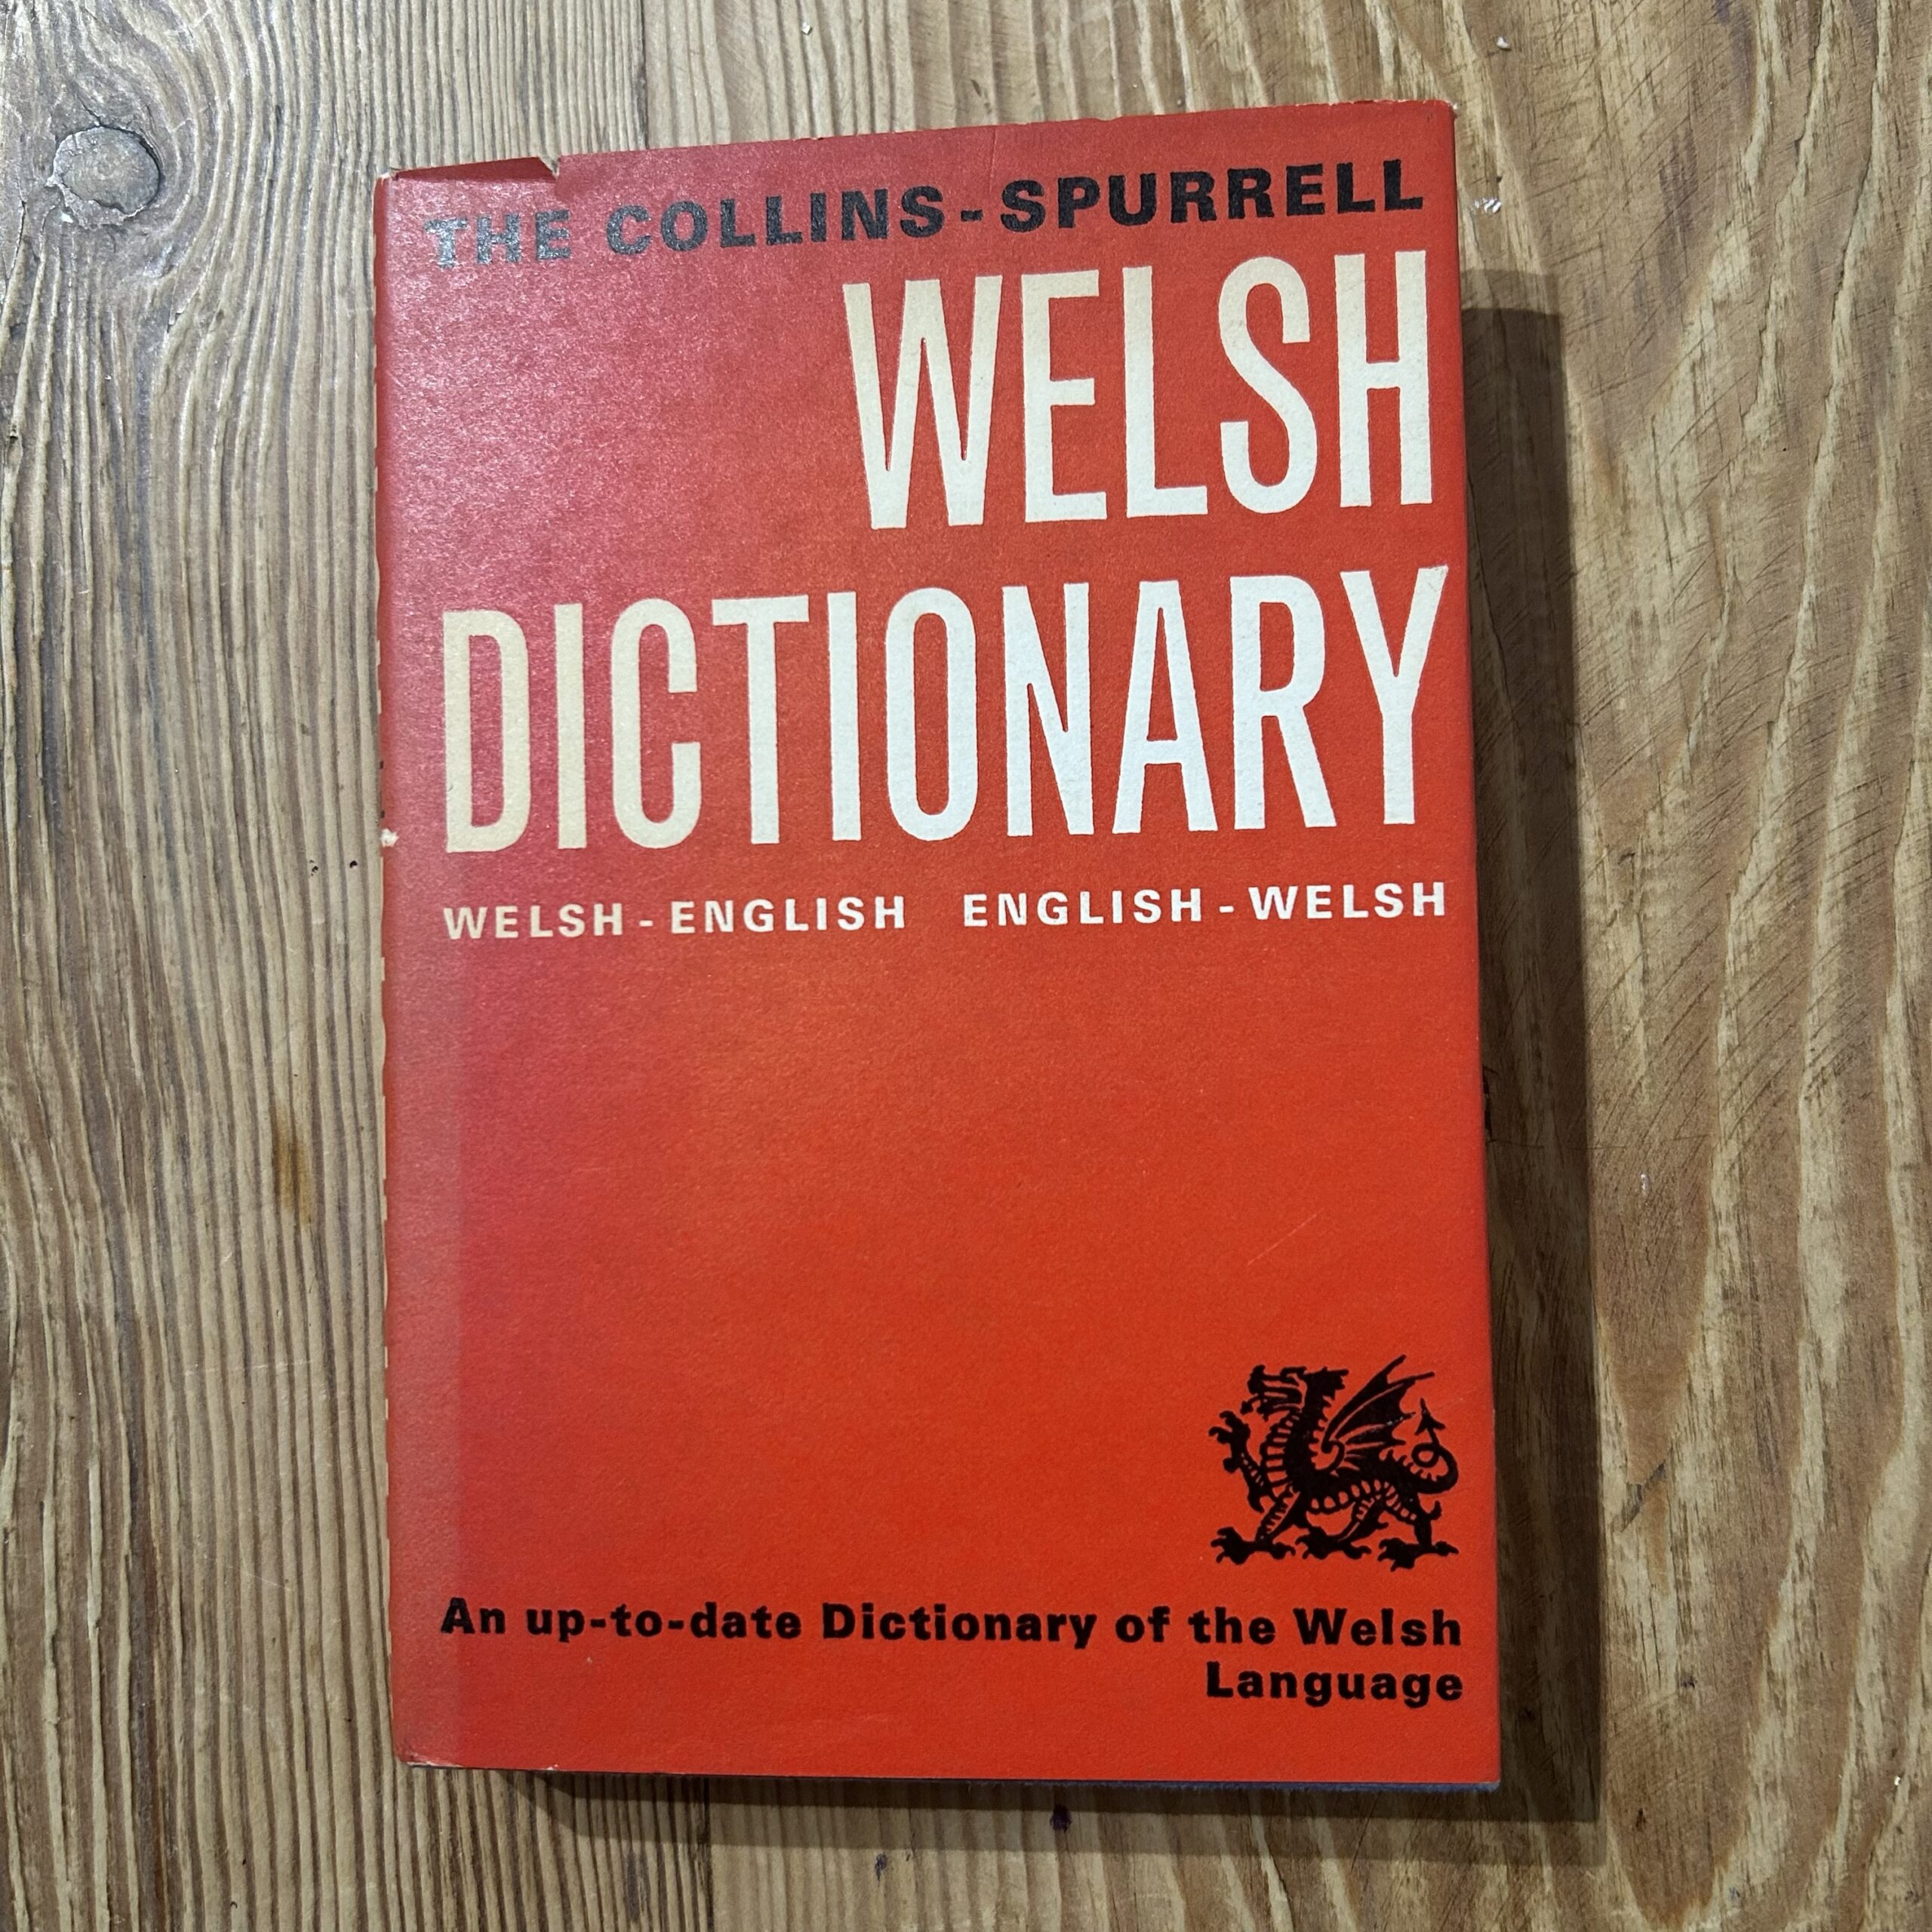 THE COLLINS-SPURRELL
WELSH
DICTIONARY
WELSH-ENGLISH ENGLISH-WELSH
An up-to-date Dictionary of the Welsh
Language